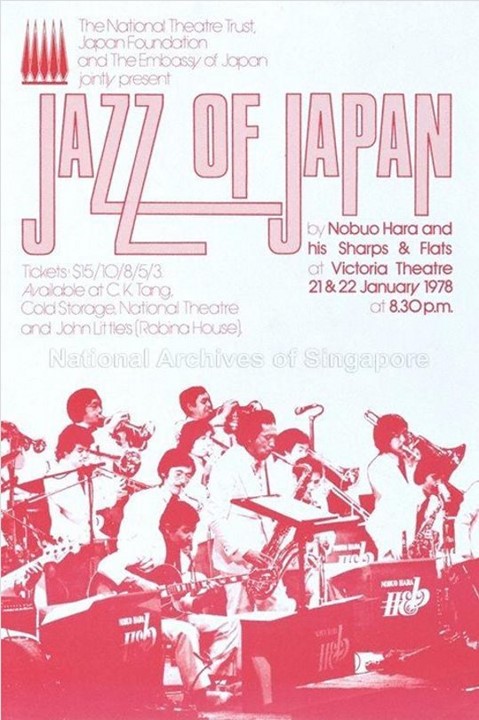 The National Theatre Trust,
Japan Foundation
and The Embassy of Japan
jointly present
JAZZ OF JAPAN
by Nobuo Hara and
his Sharps & Flats
at Victoria Theatre
21 & 22 January 1978
at 8.30 p.m.
Tickets: $15/10/8/5/3.
Available at C.K. Tang,
Cold Storage, National Theatre
and John Little's (Robina House).
National Archives of Singapore
NOBUO HARA